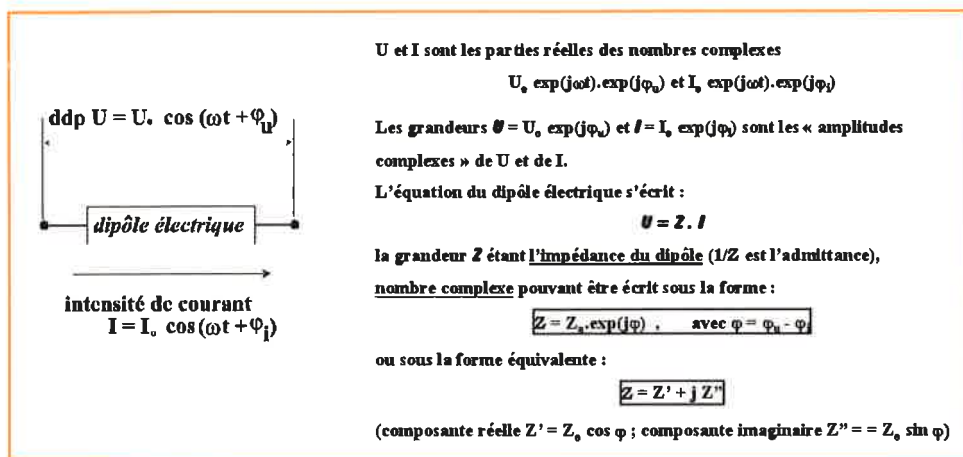 ddp U = U₀ cos (ωt + φu)
dipôle électrique
intensité de courant
I = I₀ cos (ωt + φi)
U et I sont les parties réelles des nombres complexes
U₀ exp(jωt).exp(jφu) et I₀ exp(jωt).exp(jφi)
Les grandeurs U = U₀ exp(jφu) et I = I₀ exp(jφi) sont les « amplitudes
complexes » de U et de I.
L'équation du dipôle électrique s'écrit :
U = Z . I
la grandeur Z étant l'impédance du dipôle (1/Z est l'admittance),
nombre complexe pouvant être écrit sous la forme :
Z = Z₀.exp(jφ) , avec φ = φu - φi
ou sous la forme équivalente :
Z = Z' + j Z"
(composante réelle Z' = Z₀ cos φ ; composante imaginaire Z" = = Z₀ sin φ)